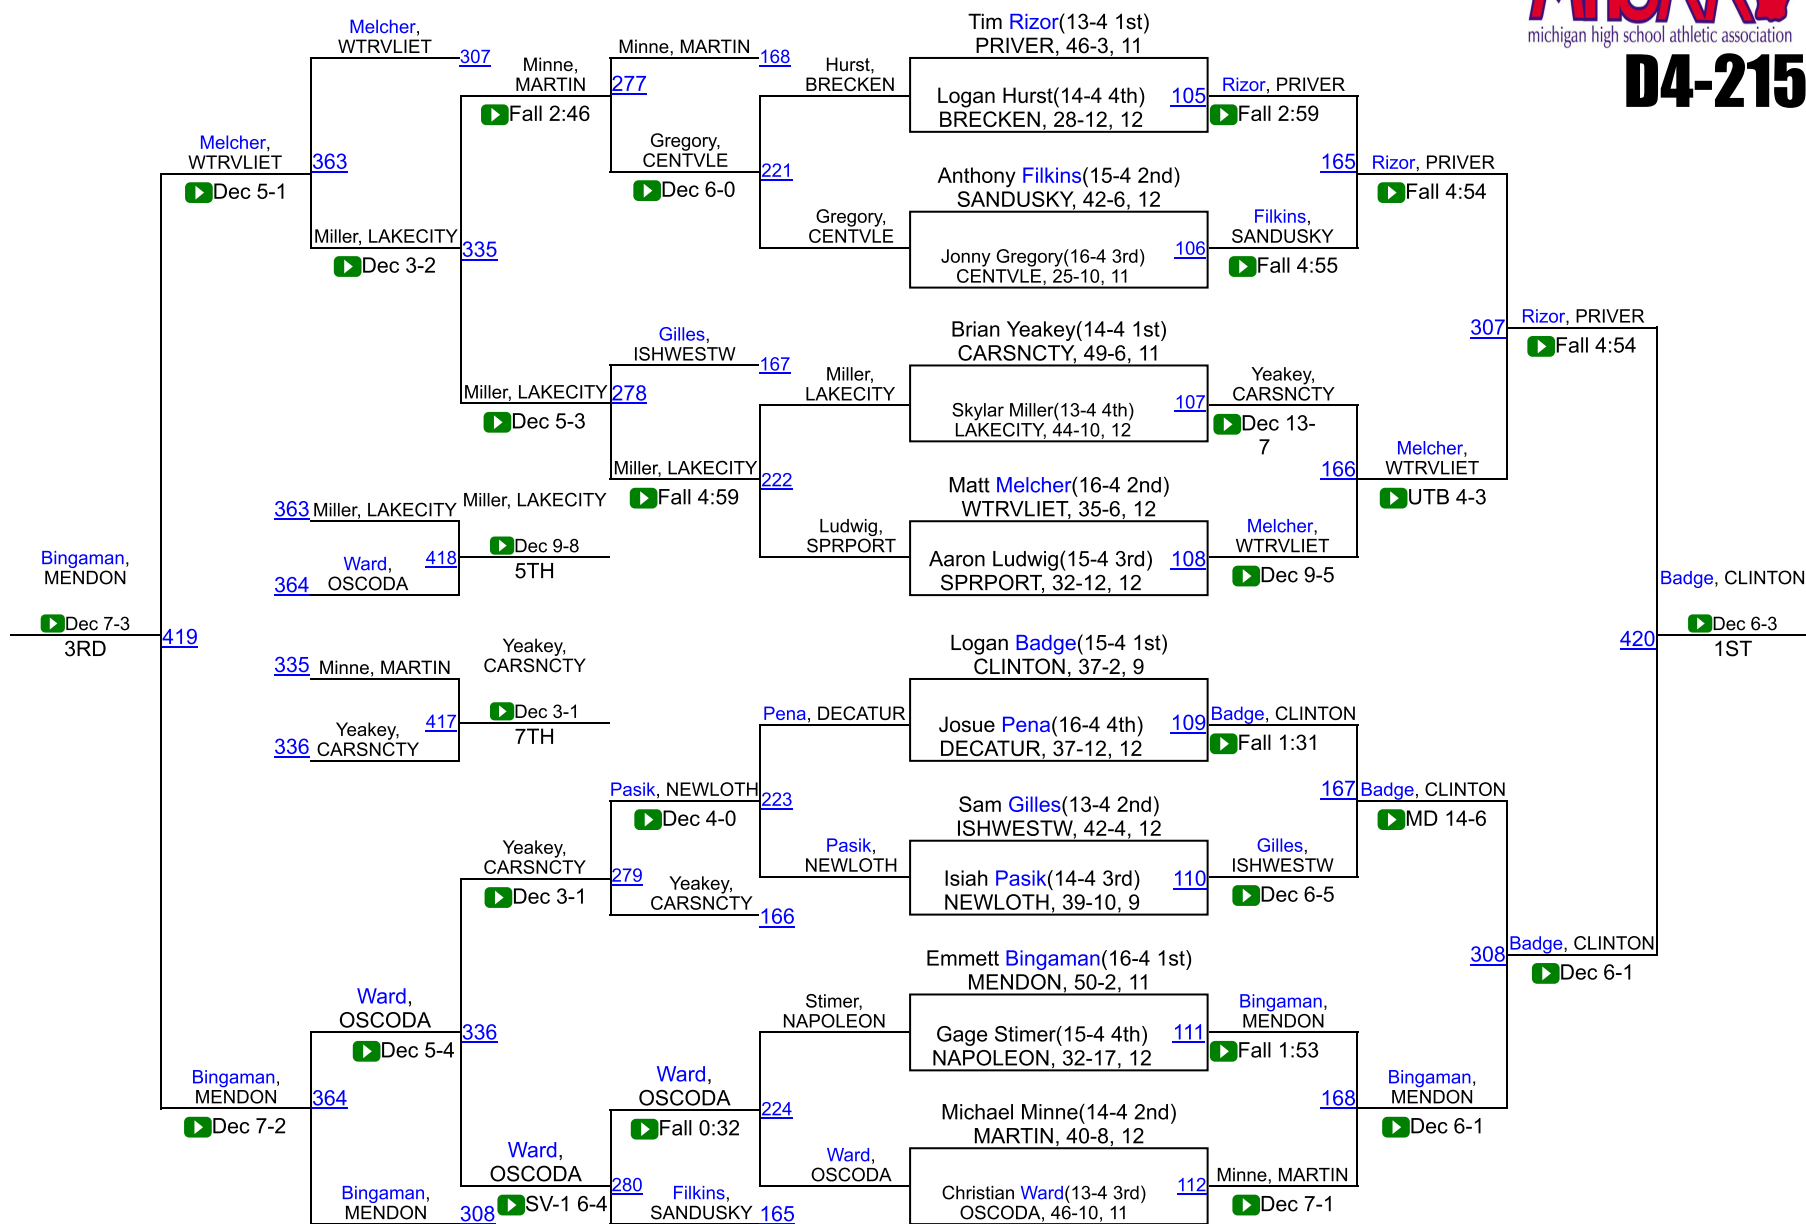 michigan high school athletic association
D4-215
Melcher,
WTRVLIET
307
Minne,
MARTIN
Fall 2:46
Minne, MARTIN
168
277
Hurst,
BRECKEN
Gregory,
CENTVLE
Dec 6-0
221
Gregory,
CENTVLE
Melcher,
WTRVLIET
Dec 5-1
363
Miller, LAKECITY
Dec 3-2
335
Tim Rizor(13-4 1st)
PRIVER, 46-3, 11
Logan Hurst(14-4 4th)
BRECKEN, 28-12, 12
105
Rizor, PRIVER
Fall 2:59
Anthony Filkins(15-4 2nd)
SANDUSKY, 42-6, 12
Jonny Gregory(16-4 3rd)
CENTVLE, 25-10, 11
106
Filkins,
SANDUSKY
Fall 4:55
165
Rizor, PRIVER
Fall 4:54
Gilles,
ISHWESTW
167
Miller, LAKECITY
Dec 5-3
278
Miller, LAKECITY
Fall 4:59
222
Miller,
LAKECITY
Ludwig,
SPRPORT
Brian Yeakey(14-4 1st)
CARSNCTY, 49-6, 11
Skylar Miller(13-4 4th)
LAKECITY, 44-10, 12
107
Yeakey,
CARSNCTY
Dec 13-
7
Matt Melcher(16-4 2nd)
WTRVLIET, 35-6, 12
Aaron Ludwig(15-4 3rd)
SPRPORT, 32-12, 12
108
Melcher,
WTRVLIET
Dec 9-5
166
Melcher,
WTRVLIET
UTB 4-3
307
Rizor, PRIVER
Fall 4:54
363
Miller, LAKECITY
364
Ward,
OSCODA
418
Miller, LAKECITY
Dec 9-8
5TH
Bingaman,
MENDON
Dec 7-3
3RD
419
335
Minne, MARTIN
336
Yeakey,
CARSNCTY
417
Yeakey,
CARSNCTY
Dec 3-1
7TH
Badge, CLINTON
Dec 6-3
1ST
420
Logan Badge(15-4 1st)
CLINTON, 37-2, 9
Josue Pena(16-4 4th)
DECATUR, 37-12, 12
109
Badge, CLINTON
Fall 1:31
Pena, DECATUR
Pasik, NEWLOTH
Dec 4-0
223
Pasik,
NEWLOTH
Sam Gilles(13-4 2nd)
ISHWESTW, 42-4, 12
Isiah Pasik(14-4 3rd)
NEWLOTH, 39-10, 9
110
Gilles,
ISHWESTW
Dec 6-5
167
Badge, CLINTON
MD 14-6
Yeakey,
CARSNCTY
Dec 3-1
279
Yeakey,
CARSNCTY
166
Ward,
OSCODA
Dec 5-4
336
Bingaman,
MENDON
Dec 7-2
364
Bingaman,
MENDON
308
Ward,
OSCODA
SV-1 6-4
280
Ward,
OSCODA
Fall 0:32
224
Filkins,
SANDUSKY
165
Stimer,
NAPOLEON
Ward,
OSCODA
Emmett Bingaman(16-4 1st)
MENDON, 50-2, 11
Gage Stimer(15-4 4th)
NAPOLEON, 32-17, 12
111
Bingaman,
MENDON
Fall 1:53
Michael Minne(14-4 2nd)
MARTIN, 40-8, 12
Christian Ward(13-4 3rd)
OSCODA, 46-10, 11
112
Minne, MARTIN
Dec 7-1
168
Bingaman,
MENDON
Dec 6-1
308
Badge, CLINTON
Dec 6-1